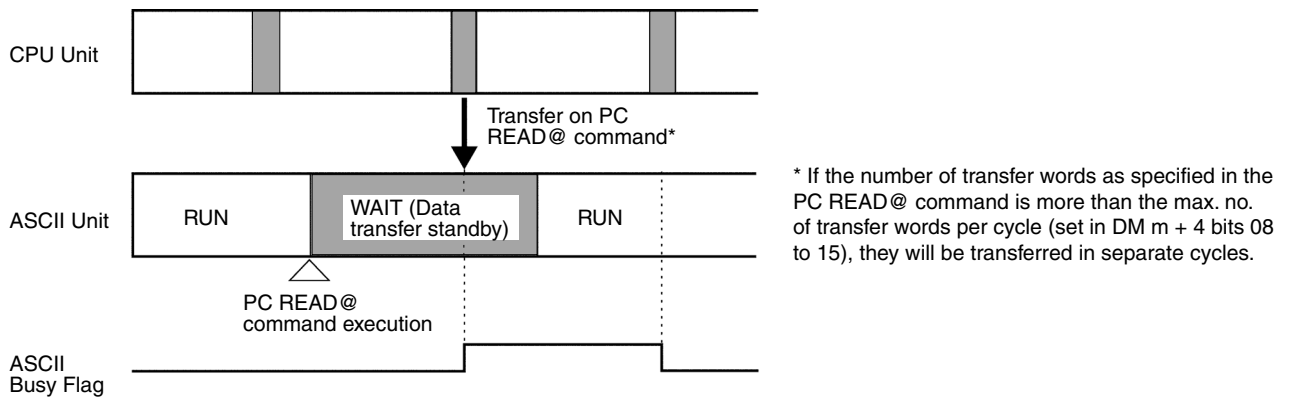 CPU Unit
Transfer on PC
READ@ command*
ASCII Unit
RUN
WAIT (Data
transfer standby)
RUN
* If the number of transfer words as specified in the
PC READ@ command is more than the max. no.
of transfer words per cycle (set in DM m + 4 bits 08
to 15), they will be transferred in separate cycles.
PC READ@
command execution
ASCII
Busy Flag